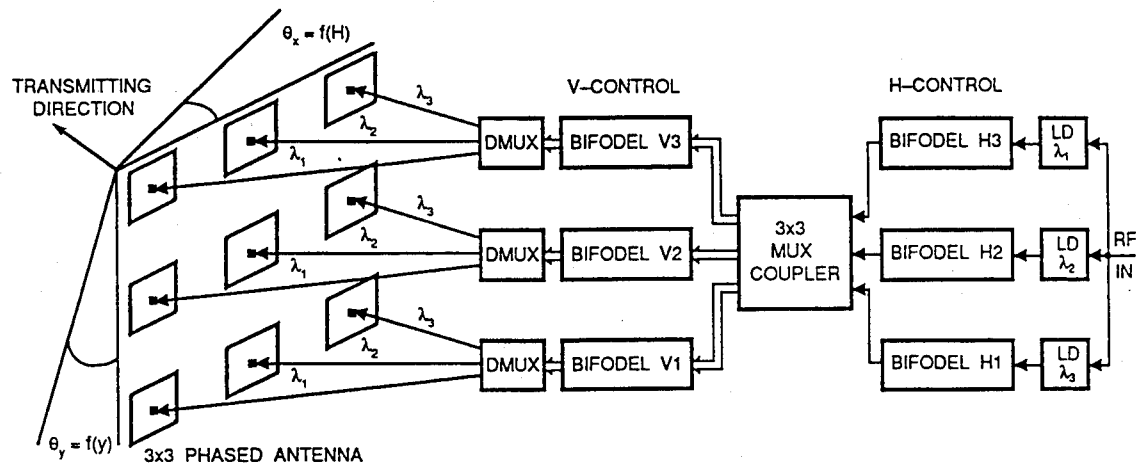 θx = f(H)
TRANSMITTING
DIRECTION
V–CONTROL
H–CONTROL
λ3
λ2
λ1
DMUX
BIFODEL V3
BIFODEL H3
LD
λ1
λ3
λ2
λ1
DMUX
BIFODEL V2
3x3
MUX
COUPLER
BIFODEL H2
LD
λ2
RF
IN
λ3
λ2
λ1
DMUX
BIFODEL V1
BIFODEL H1
LD
λ3
θy = f(y)
3x3 PHASED ANTENNA